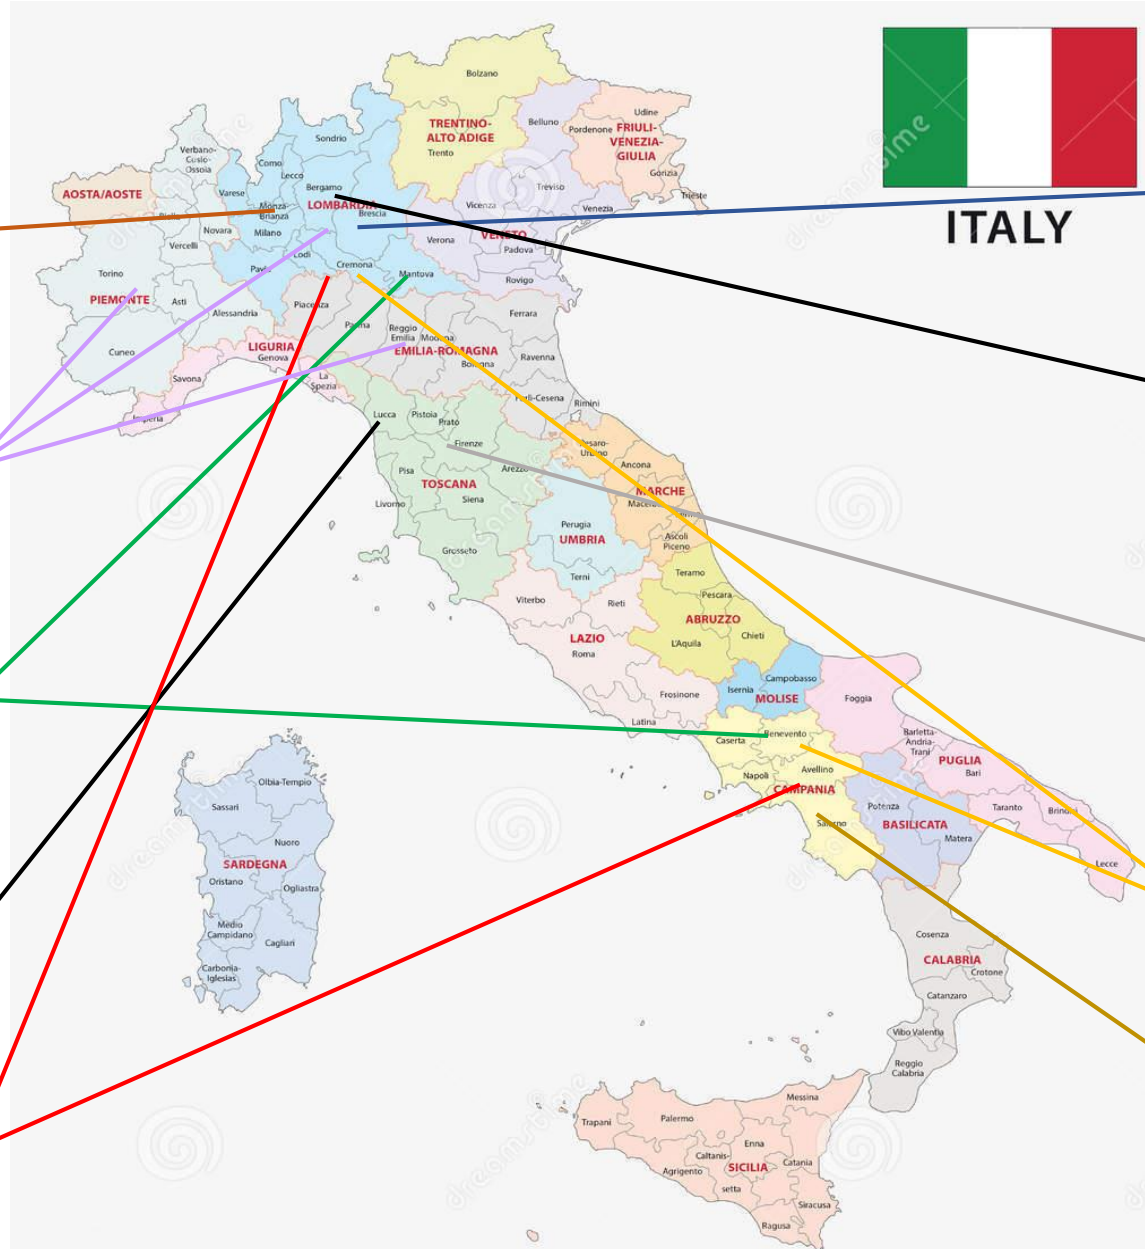 ITALY
Bolzano
TRENTINO-
ALTO ADIGE
Trento
Belluno
Udine
Pordenone
FRIULI-
VENEZIA-
GIULIA
Gorizia
Trieste
Sondrio
Verbano-
Cusio-
Ossola
Como
Lecco
Varese
Bergamo
AOSTA/AOSTE
LOMBARDIA
Monza-
Brianza
Brescia
Milano
Vicenza
Treviso
Venezia
VENETO
Verona
Padova
Rovigo
Biella
Novara
Vercelli
Lodi
Pavia
Cremona
Mantova
Torino
PIEMONTE
Asti
Alessandria
Cuneo
Piacenza
Parma
Reggio
Emilia
Modena
Ferrara
EMILIA-ROMAGNA
Bologna
Ravenna
Forli-Cesena
Rimini
LIGURIA
Genova
Savona
La
Spezia
Imperia
Lucca
Pistoia
Prato
Firenze
Pisa
Arezzo
TOSCANA
Siena
Livorno
Grosseto
Pesaro-
Urbino
Ancona
MARCHE
Macerata
Fermo
Ascoli
Piceno
Perugia
UMBRIA
Terni
Teramo
Pescara
ABRUZZO
L'Aquila
Chieti
Viterbo
Rieti
LAZIO
Roma
Frosinone
Latina
Isernia
Campobasso
MOLISE
Foggia
Barletta-
Andria-
Trani
PUGLIA
Bari
Taranto
Brindisi
Lecce
Caserta
Benevento
Napoli
Avellino
CAMPANIA
Salerno
Potenza
BASILICATA
Matera
Cosenza
CALABRIA
Crotone
Catanzaro
Vibo Valentia
Reggio
Calabria
Olbia-Tempio
Sassari
Nuoro
SARDEGNA
Oristano
Ogliastra
Medio
Campidano
Cagliari
Carbonia-
Iglesias
Messina
Trapani
Palermo
Enna
Caltanis-
setta
Catania
Agrigento
SICILIA
Siracusa
Ragusa
dreamstime